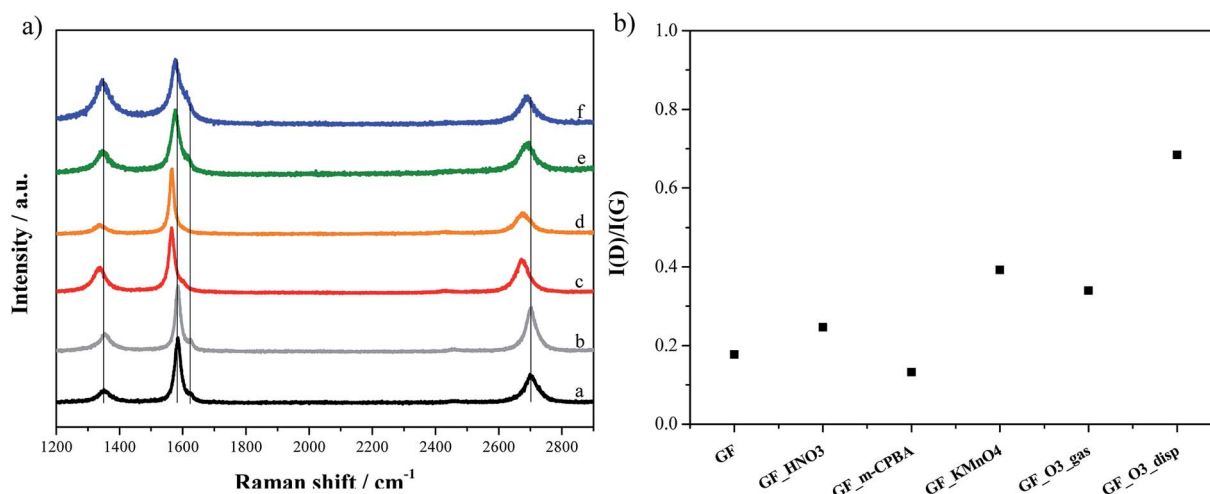 a)
f
e
d
c
b
a
1200 1400 1600 1800 2000 2200 2400 2600 2800
Raman shift / cm⁻¹
Intensity / a.u.
b)
1.0
0.8
0.6
0.4
0.2
0.0
I(D)/I(G)
GF
GF_HNO3
GF_m-CPBA
GF_KMnO4
GF_O3_gas
GF_O3_disp